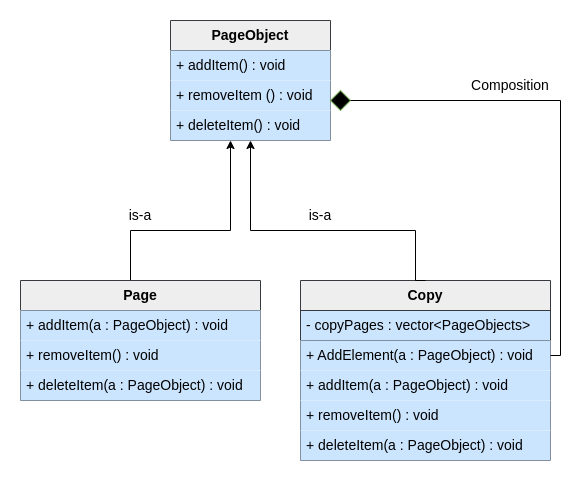 PageObject
+ addItem() : void
+ removeItem () : void
+ deleteItem() : void
Composition
is-a
is-a
Page
+ addItem(a : PageObject) : void
+ removeItem() : void
+ deleteItem(a : PageObject) : void
Copy
- copyPages : vector<PageObjects>
+ AddElement(a : PageObject) : void
+ addItem(a : PageObject) : void
+ removeItem() : void
+ deleteItem(a : PageObject) : void